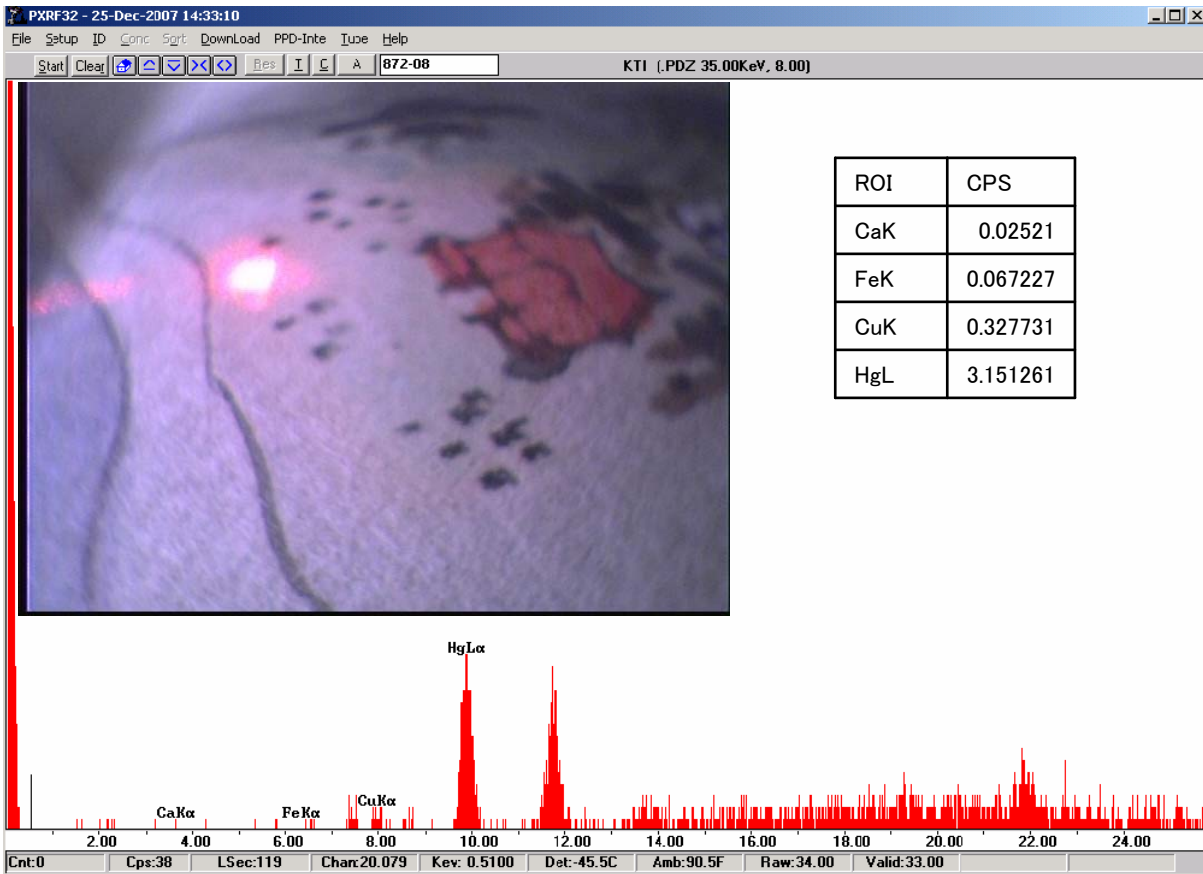 PXRF32 - 25-Dec-2007 14:33:10
File Setup ID Conc Sort DownLoad PPD-Inte Tube Help
Start Clear Res I C A 872-08 KTI (.PDZ 35.00KeV, 8.00)
ROI CPS
CaK 0.02521
FeK 0.067227
CuK 0.327731
HgL 3.151261
HgLα
CaKα FeKα CuKα
2.00 4.00 6.00 8.00 10.00 12.00 14.00 16.00 18.00 20.00 22.00 24.00
Cnt:0 Cps:38 LSec:119 Chan:20.079 Kev: 0.5100 Det:-45.5C Amb:90.5F Raw:34.00 Valid:33.00